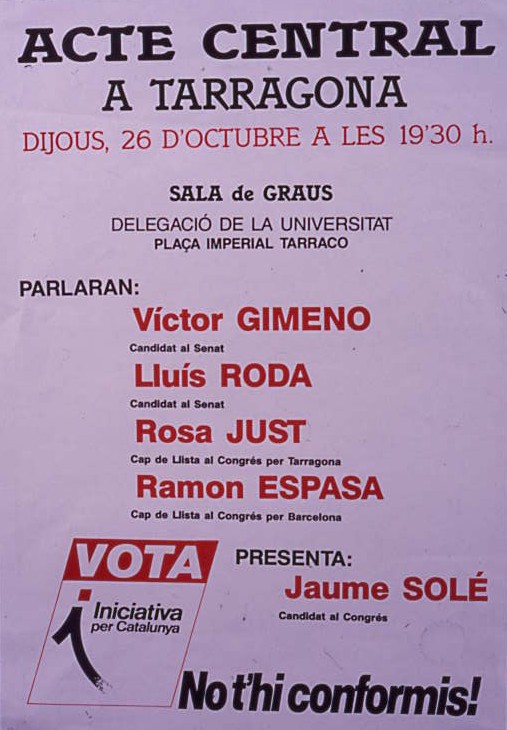 ACTE CENTRAL
A TARRAGONA
DIJOUS, 26 D'OCTUBRE A LES 19'30 h.
SALA de GRAUS
DELEGACIÓ DE LA UNIVERSITAT
PLAÇA IMPERIAL TARRACO
PARLARAN:
Víctor GIMENO
Candidat al Senat
Lluís RODA
Candidat al Senat
Rosa JUST
Cap de Llista al Congrés per Tarragona
Ramon ESPASA
Cap de Llista al Congrés per Barcelona
PRESENTA:
Jaume SOLÉ
Candidat al Congrés
VOTA
i Iniciativa
per Catalunya
No t'hi conformis!